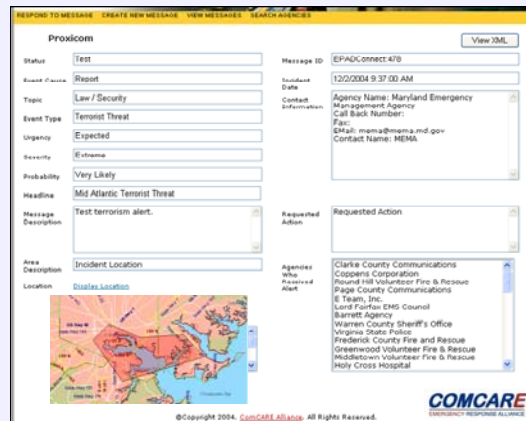 RESPOND TO MESSAGE CREATE NEW MESSAGE VIEW MESSAGES SEARCH AGENCIES
Proxicom
View XML
Status Test
Event Cause Report
Topic Law / Security
Event Type Terrorist Threat
Urgency Expected
Severity Extreme
Probability Very Likely
Headline Mid Atlantic Terrorist Threat
Message Description Test terrorism alert.
Area Description Incident Location
Location Display Location
Message ID EPADConnect:478
Incident Date 12/2/2004 9:37:00 AM
Contact Information
Agency Name: Maryland Emergency
Management Agency
Call Back Number:
Fax:
EMail: mema@mema.md.gov
Contact Name: MEMA
Requested Action Requested Action
Agencies Who Received Alert
Clarke County Communications
Coppens Corporation
Round Hill Volunteer Fire & Rescue
Page County Communications
E Team, Inc.
Lord Fairfax EMS Council
Barrett Agency
Warren County Sheriff's Office
Virginia State Police
Frederick County Fire and Rescue
Greenwood Volunteer Fire & Rescue
Middletown Volunteer Fire & Rescue
Holy Cross Hospital
COMCARE
EMERGENCY RESPONSE ALLIANCE
©Copyright 2004. ComCARE Alliance. All Rights Reserved.